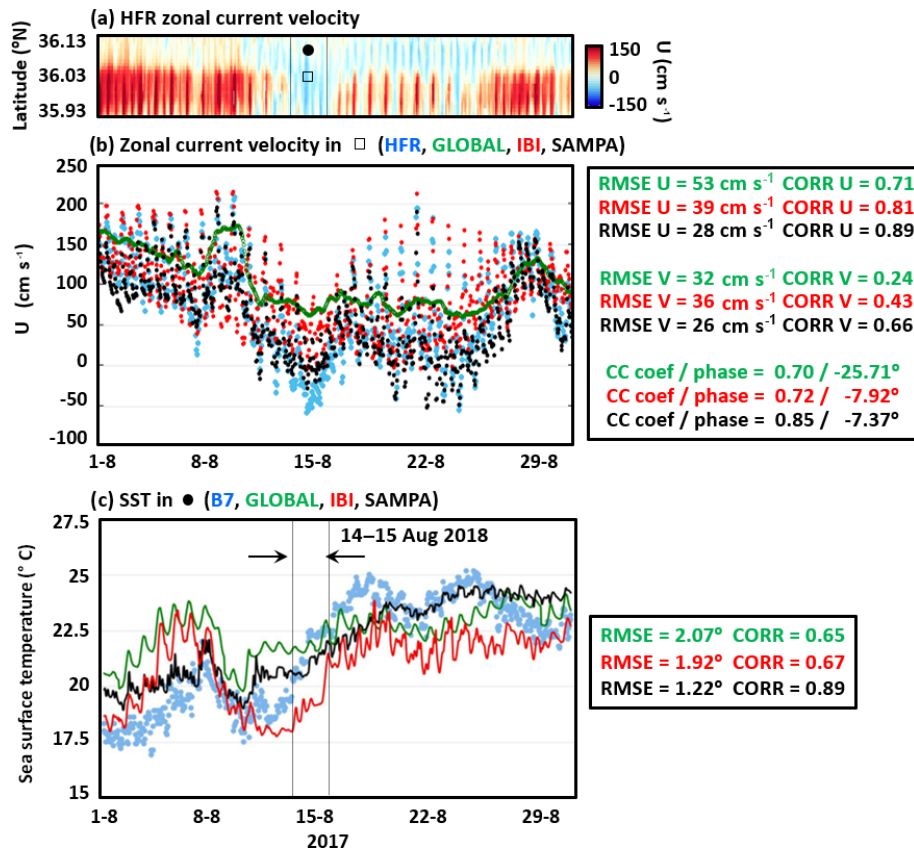 (a) HFR zonal current velocity
Latitude (°N)
36.13
36.03
35.93
150
0
-150
U (cm s⁻¹)
(b) Zonal current velocity in □ (HFR, GLOBAL, IBI, SAMPA)
U (cm s⁻¹)
250
200
150
100
50
0
-50
-100
1-8 8-8 15-8 22-8 29-8
RMSE U = 53 cm s⁻¹ CORR U = 0.71
RMSE U = 39 cm s⁻¹ CORR U = 0.81
RMSE U = 28 cm s⁻¹ CORR U = 0.89
RMSE V = 32 cm s⁻¹ CORR V = 0.24
RMSE V = 36 cm s⁻¹ CORR V = 0.43
RMSE V = 26 cm s⁻¹ CORR V = 0.66
CC coef / phase = 0.70 / -25.71º
CC coef / phase = 0.72 / -7.92º
CC coef / phase = 0.85 / -7.37º
(c) SST in ● (B7, GLOBAL, IBI, SAMPA)
Sea surface temperature (° C)
27.5
25
22.5
20
17.5
15
14–15 Aug 2018
1-8 8-8 15-8 22-8 29-8
2017
RMSE = 2.07º CORR = 0.65
RMSE = 1.92º CORR = 0.67
RMSE = 1.22º CORR = 0.89